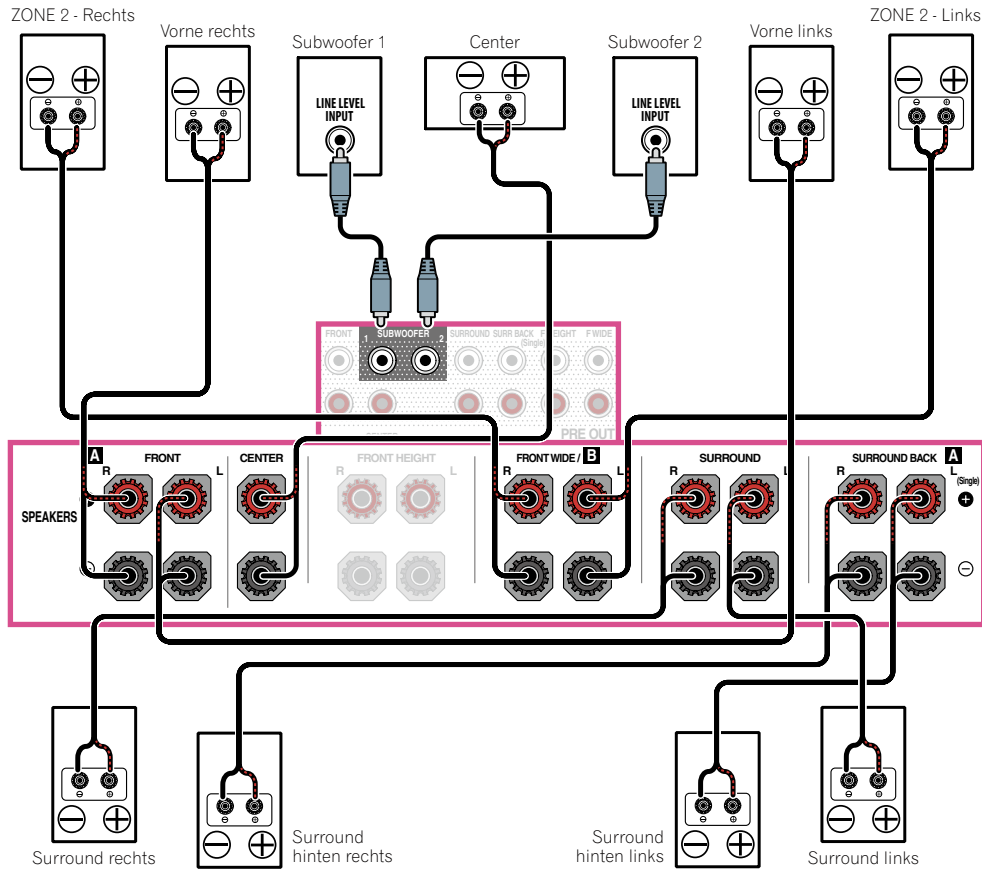 ZONE 2 - Rechts
Vorne rechts
Subwoofer 1
Center
Subwoofer 2
Vorne links
ZONE 2 - Links
LINE LEVEL
INPUT
LINE LEVEL
INPUT
FRONT SUBWOOFER SURROUND SURR BACK F WIDE
1 2
(Single)
PRE OUT
A FRONT CENTER FRONT HEIGHT FRONT WIDE / B SURROUND SURROUND BACK A
R L R L R L R R L
(Single)
SPEAKERS
Surround rechts
Surround
hinten rechts
Surround
hinten links
Surround links